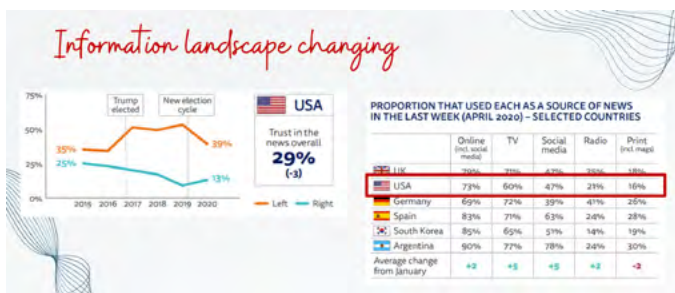 Information landscape changing
75%
50%
25%
0%
Trump elected
New election cycle
35%
25%
39%
13%
2015 2016 2017 2018 2019 2020
USA
Trust in the
news overall
29%
(-3)
Left Right
PROPORTION THAT USED EACH AS A SOURCE OF NEWS
IN THE LAST WEEK (APRIL 2020) – SELECTED COUNTRIES
Online (incl. social media) TV Social media Radio Print (incl. mags)
UK 79% 71% 47% 35% 18%
USA 73% 60% 47% 21% 16%
Germany 69% 72% 39% 41% 26%
Spain 83% 71% 63% 24% 28%
South Korea 85% 65% 51% 14% 19%
Argentina 90% 77% 78% 24% 30%
Average change from January +2 +5 +5 +2 -2